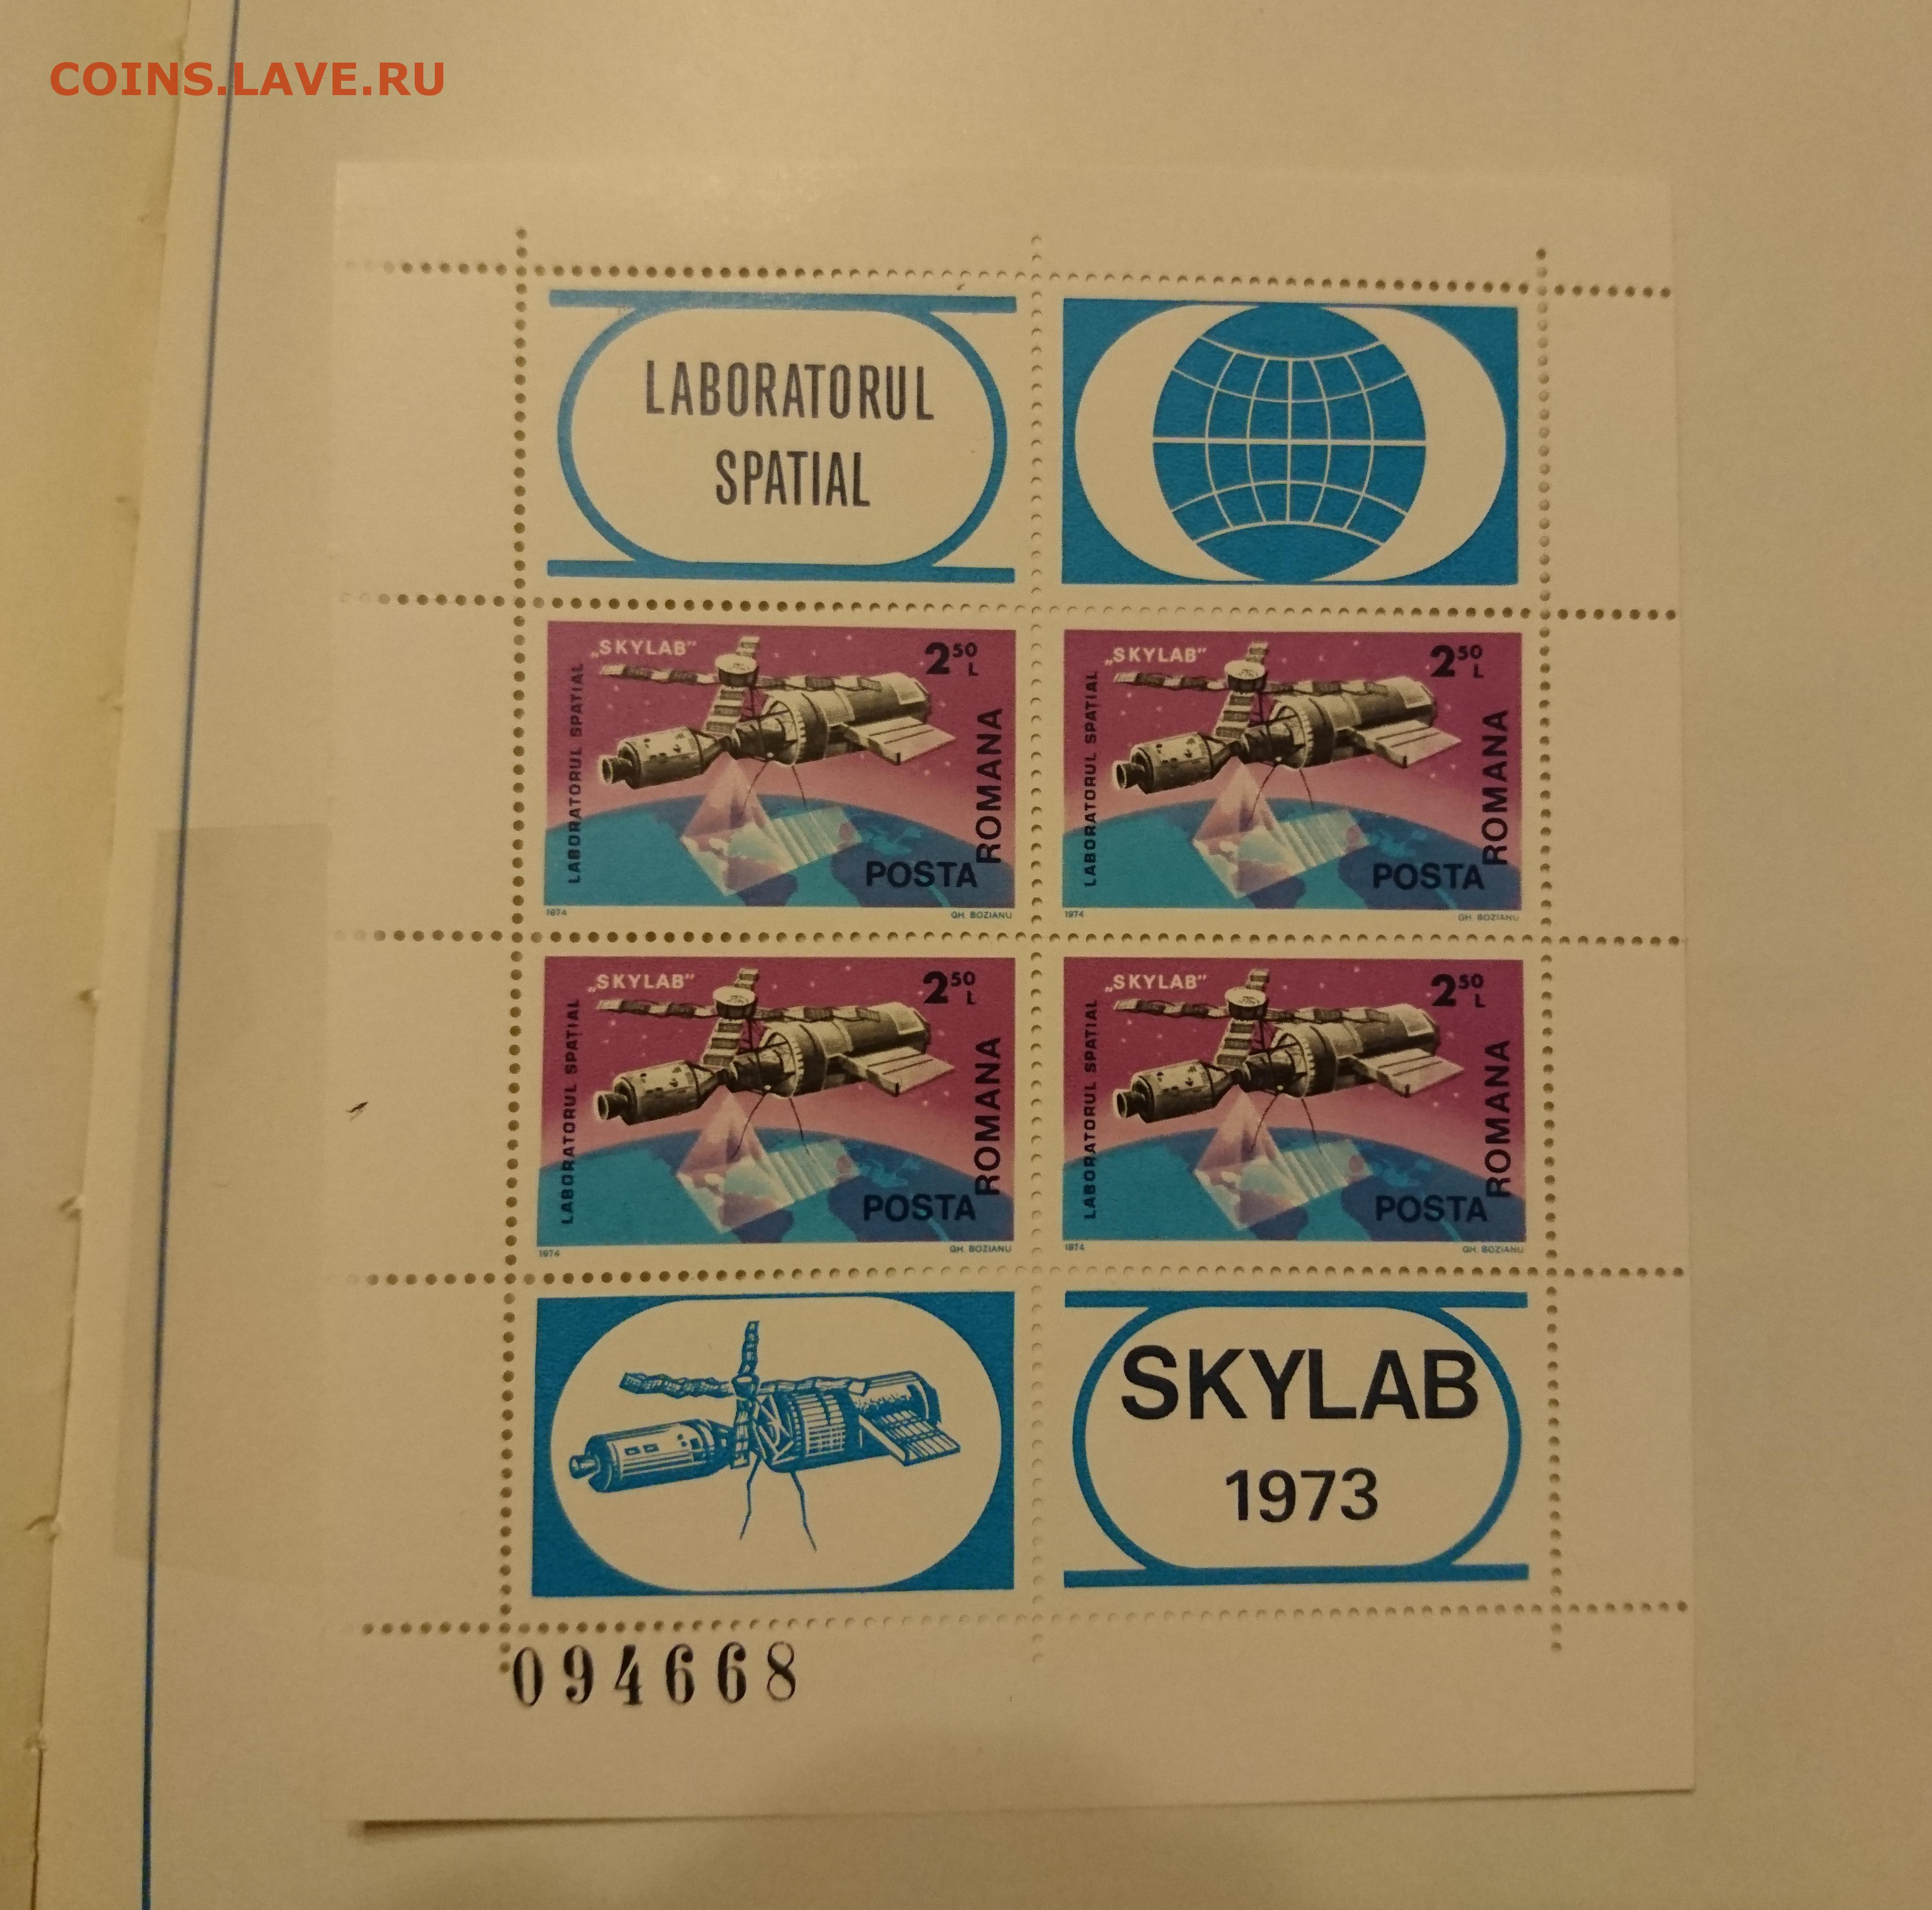 COINS.LAVE.RU
LABORATORUL
SPATIAL
„SKYLAB”
2 50 L
LABORATORUL SPATIAL
POSTA ROMANA
1974
GH. BOZIANU
„SKYLAB”
2 50 L
LABORATORUL SPATIAL
POSTA ROMANA
1974
GH. BOZIANU
„SKYLAB”
2 50 L
LABORATORUL SPATIAL
POSTA ROMANA
1974
GH. BOZIANU
„SKYLAB”
2 50 L
LABORATORUL SPATIAL
POSTA ROMANA
1974
GH. BOZIANU
SKYLAB
1973
094668